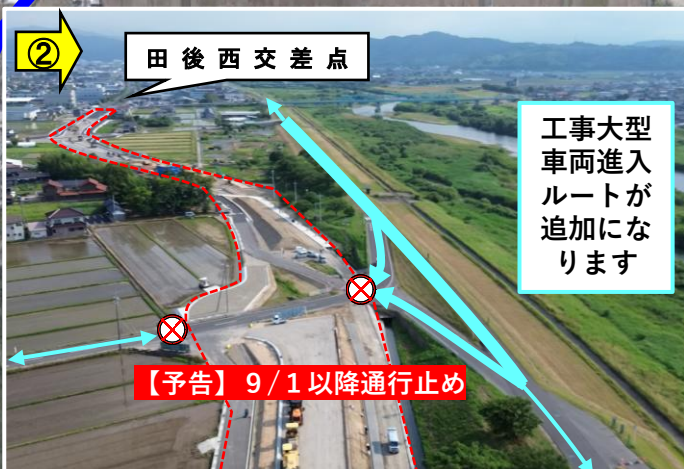 ②
田後西交差点
工事大型
車両進入
ルートが
追加にな
ります
【予告】9/1以降通行止め